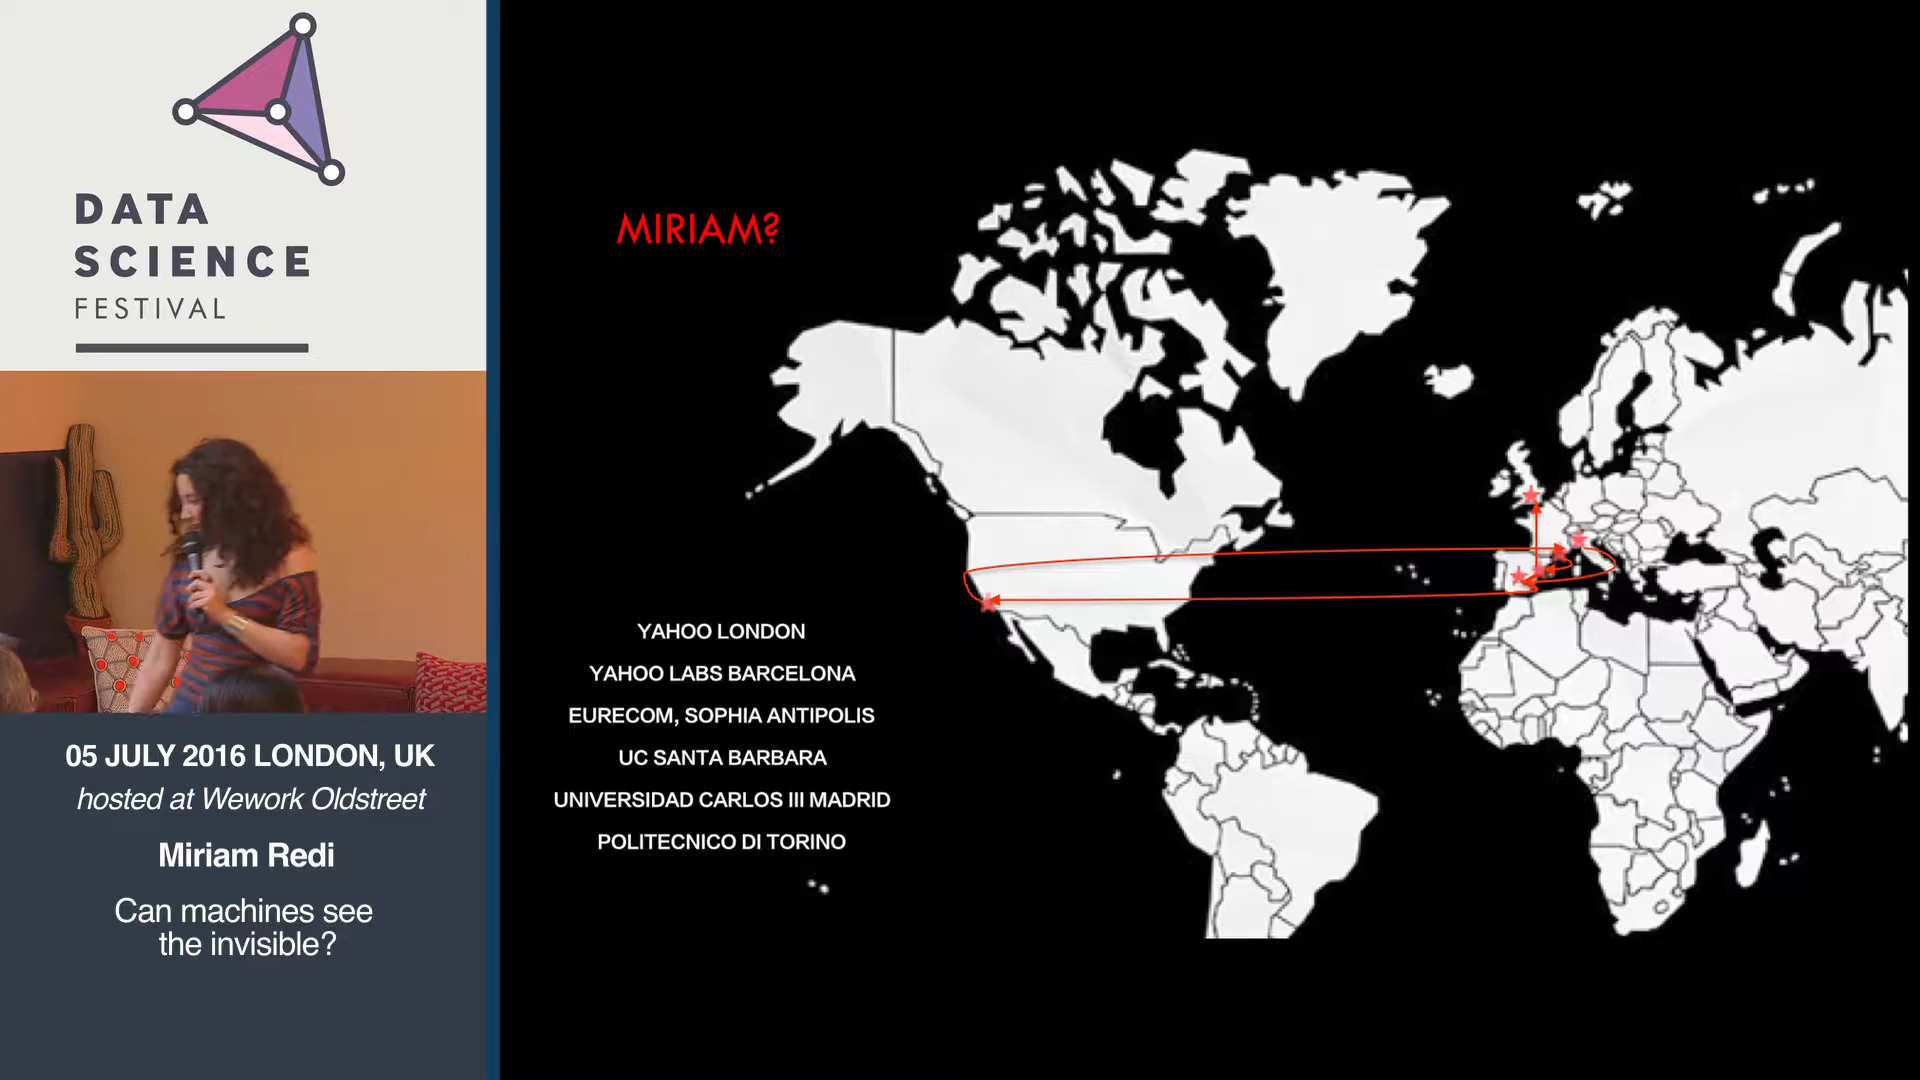 DATA
SCIENCE
FESTIVAL
05 JULY 2016 LONDON, UK
hosted at Wework Oldstreet
Miriam Redi
Can machines see
the invisible?
MIRIAM?
YAHOO LONDON
YAHOO LABS BARCELONA
EURECOM, SOPHIA ANTIPOLIS
UC SANTA BARBARA
UNIVERSIDAD CARLOS III MADRID
POLITECNICO DI TORINO